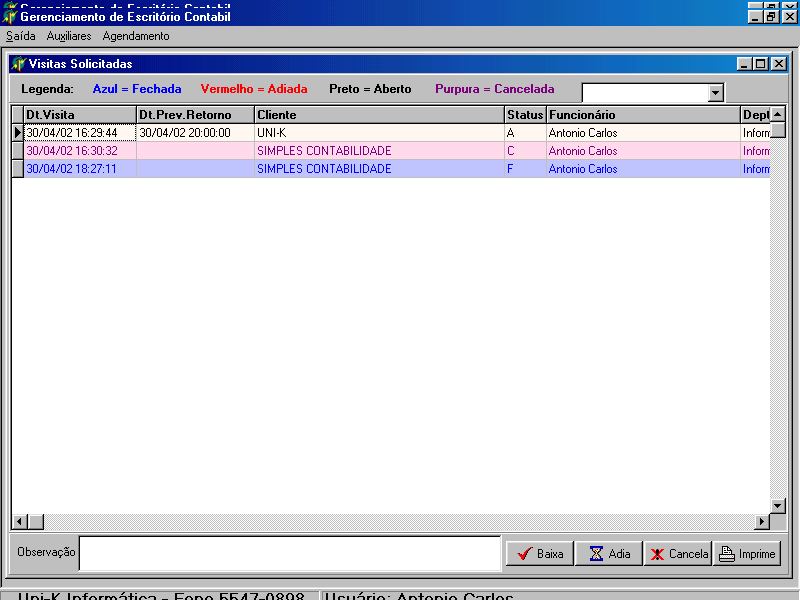 Gerenciamento de Escritório Contabil
Gerenciamento de Escritório Contabil
Saída Auxiliares Agendamento
Visitas Solicitadas
Legenda: Azul = Fechada Vermelho = Adiada Preto = Aberto Purpura = Cancelada
Dt.Visita Dt.Prev.Retorno Cliente Status Funcionário Dept
30/04/02 16:29:44 30/04/02 20:00:00 UNI-K A Antonio Carlos Inform
30/04/02 16:30:32 SIMPLES CONTABILIDADE C Antonio Carlos Inform
30/04/02 18:27:11 SIMPLES CONTABILIDADE F Antonio Carlos Inform
Observação Baixa Adia Cancela Imprime
Uni-K Informática - Fone 5547-0898 Usuário: Antonio Carlos